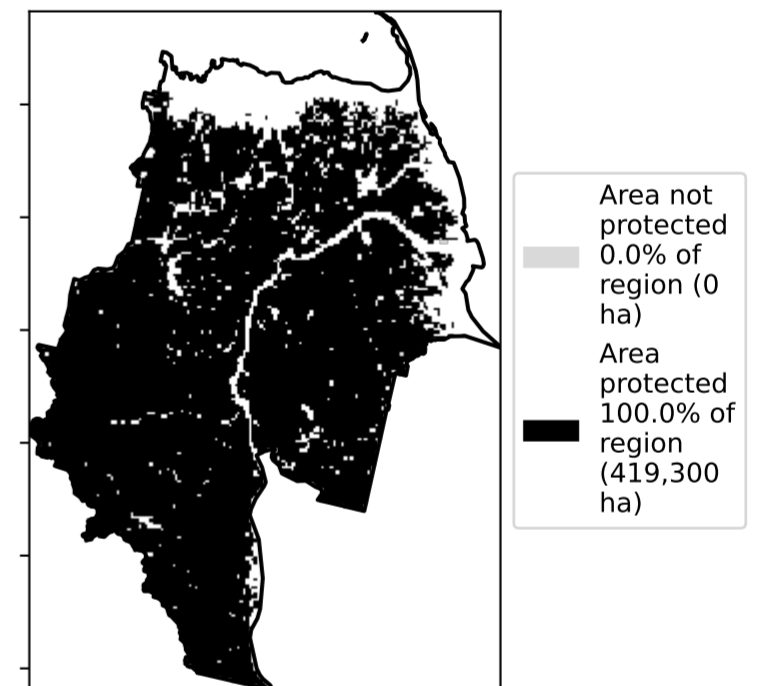 Area not
protected
0.0% of
region (0
ha)
Area
protected
100.0% of
region
(419,300
ha)